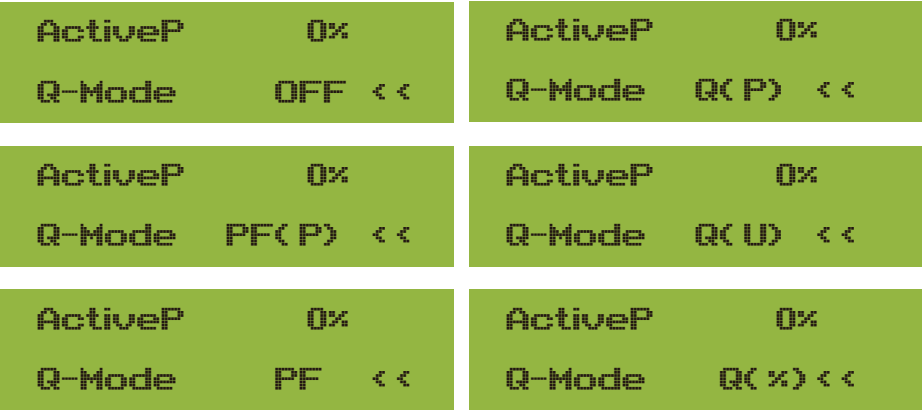 ActiveP 0%
Q-Mode OFF <<
ActiveP 0%
Q-Mode Q(P) <<
ActiveP 0%
Q-Mode PF(P) <<
ActiveP 0%
Q-Mode Q(U) <<
ActiveP 0%
Q-Mode PF <<
ActiveP 0%
Q-Mode Q(%)<<